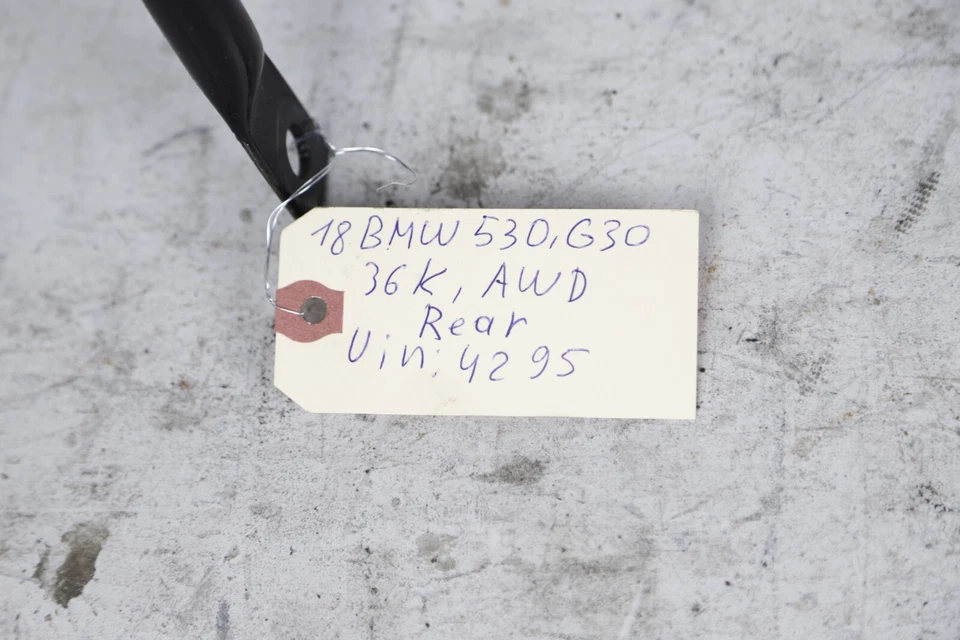 18 BMW 530, G30
36K, AWD
Rear
Vin: 4295